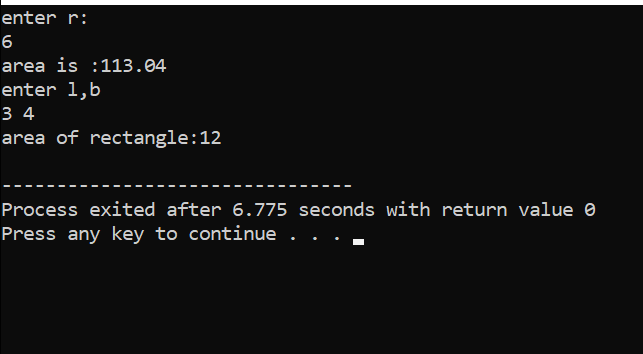 enter r:
6
area is :113.04
enter l,b
3 4
area of rectangle:12
--------------------------------
Process exited after 6.775 seconds with return value 0
Press any key to continue . . .